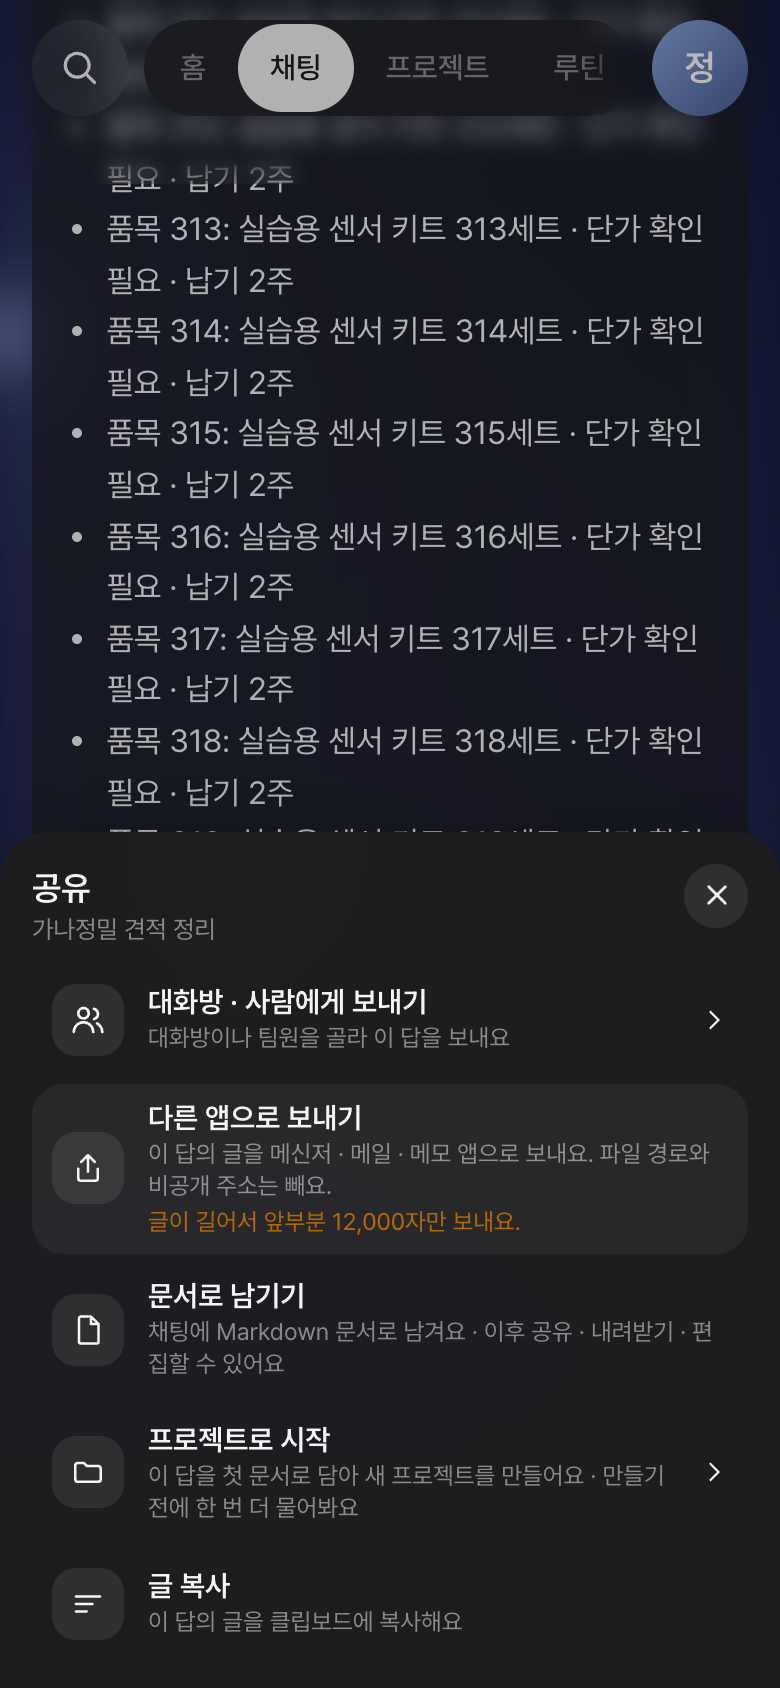 홈
채팅
프로젝트
루틴
정
필요 · 납기 2주
• 품목 313: 실습용 센서 키트 313세트 · 단가 확인
필요 · 납기 2주
• 품목 314: 실습용 센서 키트 314세트 · 단가 확인
필요 · 납기 2주
• 품목 315: 실습용 센서 키트 315세트 · 단가 확인
필요 · 납기 2주
• 품목 316: 실습용 센서 키트 316세트 · 단가 확인
필요 · 납기 2주
• 품목 317: 실습용 센서 키트 317세트 · 단가 확인
필요 · 납기 2주
• 품목 318: 실습용 센서 키트 318세트 · 단가 확인
필요 · 납기 2주
공유
가나정밀 견적 정리
대화방 · 사람에게 보내기
대화방이나 팀원을 골라 이 답을 보내요
다른 앱으로 보내기
이 답의 글을 메신저 · 메일 · 메모 앱으로 보내요. 파일 경로와
비공개 주소는 빼요.
글이 길어서 앞부분 12,000자만 보내요.
문서로 남기기
채팅에 Markdown 문서로 남겨요 · 이후 공유 · 내려받기 · 편
집할 수 있어요
프로젝트로 시작
이 답을 첫 문서로 담아 새 프로젝트를 만들어요 · 만들기
전에 한 번 더 물어봐요
글 복사
이 답의 글을 클립보드에 복사해요